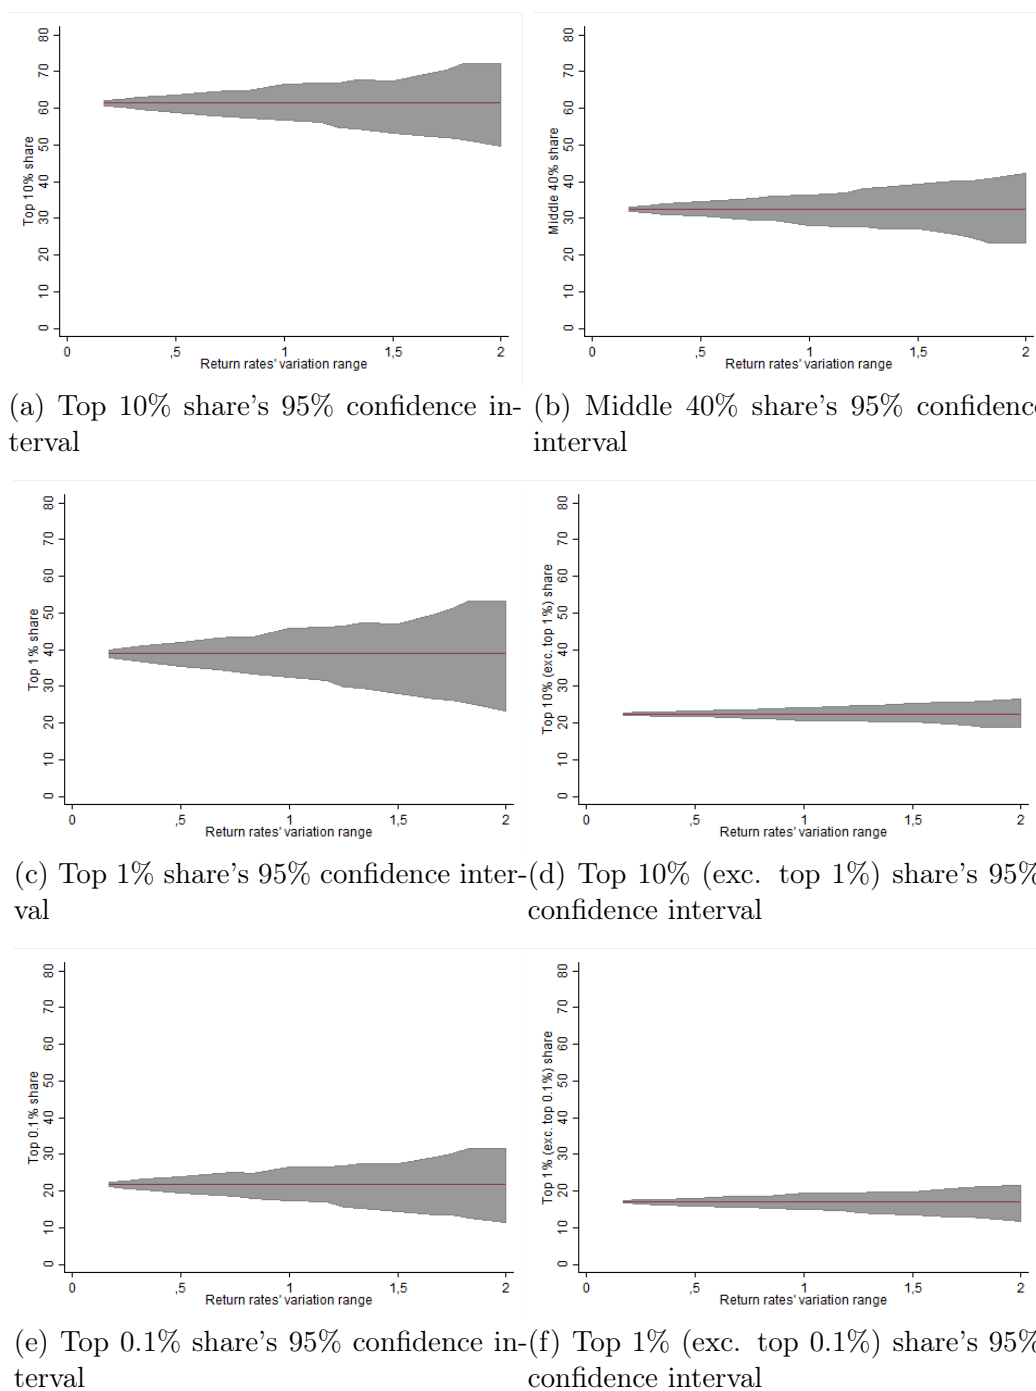 80
70
60
50
40
30
20
10
0
Top 10% share
0 ,5 1 1,5 2
Return rates' variation range
(a) Top 10% share's 95% confidence in-
terval
80
70
60
50
40
30
20
10
0
Middle 40% share
0 ,5 1 1,5 2
Return rates' variation range
(b) Middle 40% share's 95% confidence
interval
80
70
60
50
40
30
20
10
0
Top 1% share
0 ,5 1 1,5 2
Return rates' variation range
(c) Top 1% share's 95% confidence inter-
val
80
70
60
50
40
30
20
10
0
Top 10% (exc. top 1%) share
0 ,5 1 1,5 2
Return rates' variation range
(d) Top 10% (exc. top 1%) share's 95%
confidence interval
80
70
60
50
40
30
20
10
0
Top 0.1% share
0 ,5 1 1,5 2
Return rates' variation range
(e) Top 0.1% share's 95% confidence in-
terval
80
70
60
50
40
30
20
10
0
Top 1% (exc. top 0.1%) share
0 ,5 1 1,5 2
Return rates' variation range
(f) Top 1% (exc. top 0.1%) share's 95%
confidence interval